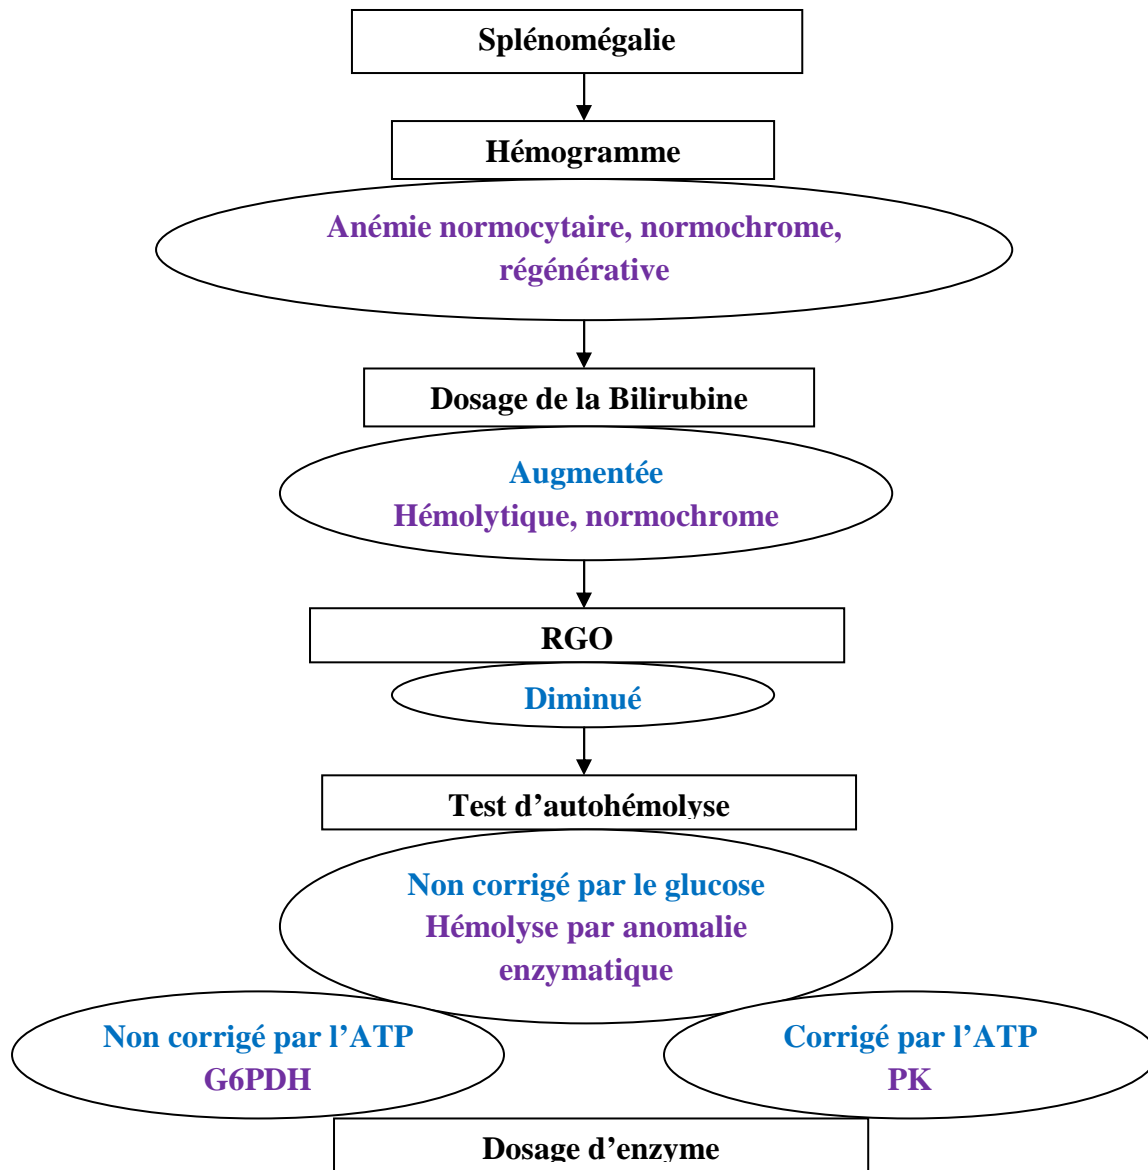 Splénomégalie
Hémogramme
Anémie normocytaire, normochrome,
régénérative
Dosage de la Bilirubine
Augmentée
Hémolytique, normochrome
RGO
Diminué
Test d’autohémolyse
Non corrigé par le glucose
Hémolyse par anomalie
enzymatique
Non corrigé par l’ATP
G6PDH
Corrigé par l’ATP
PK
Dosage d’enzyme